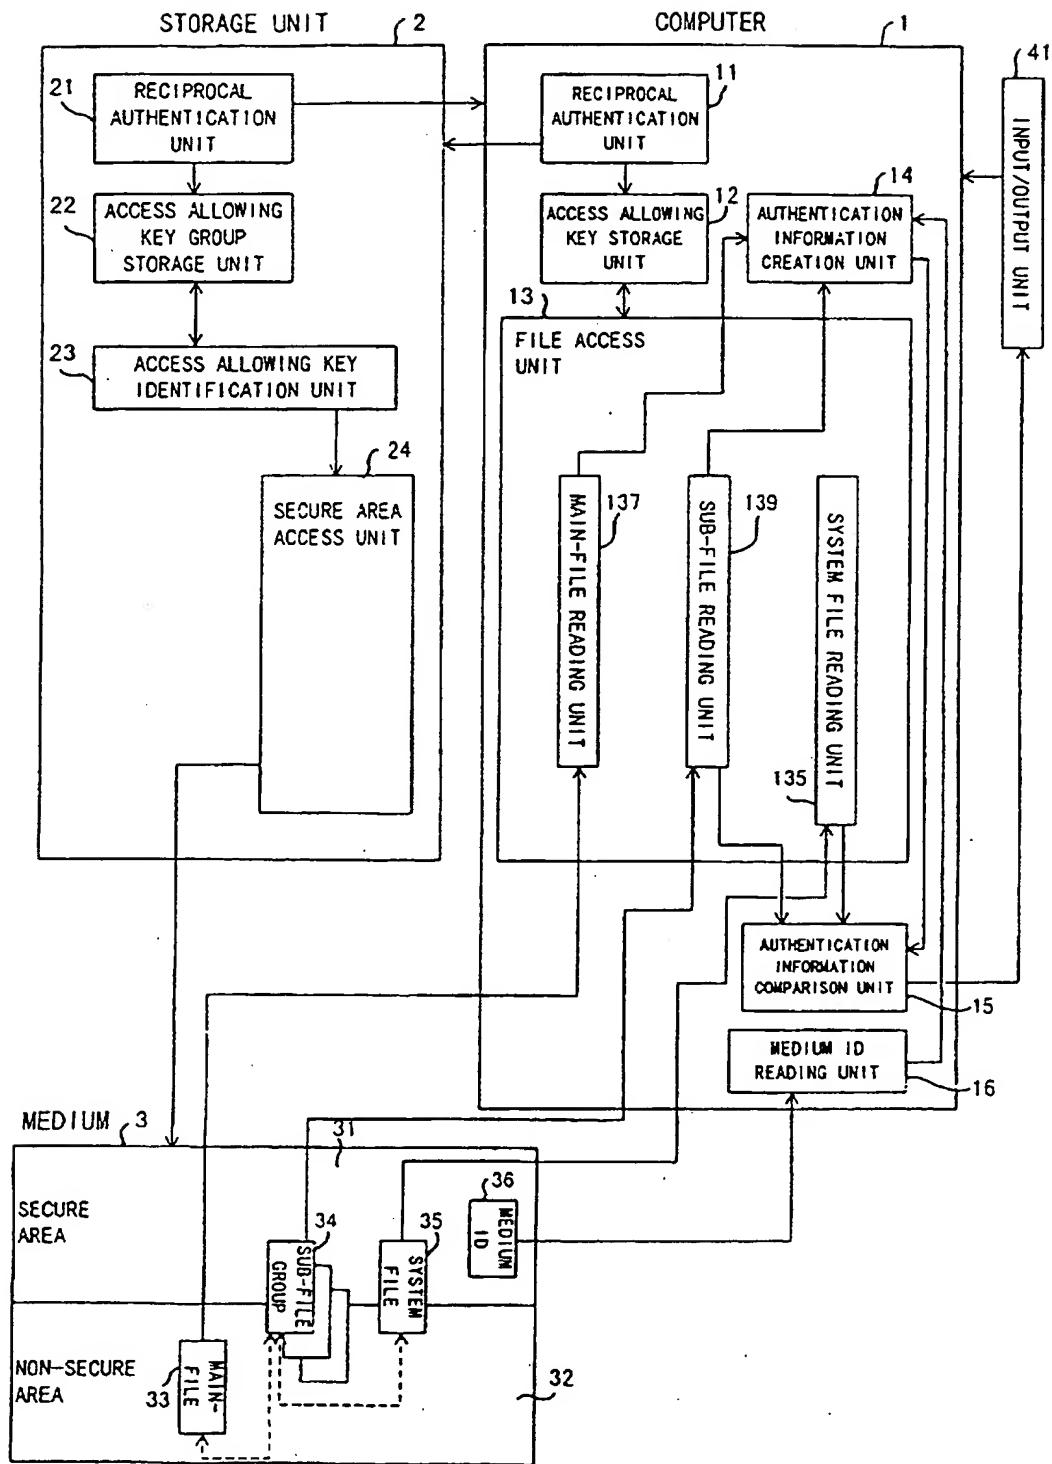 STORAGE UNIT
2
COMPUTER
1
41
21
RECIPROCAL
AUTHENTICATION
UNIT
11
RECIPROCAL
AUTHENTICATION
UNIT
INPUT/OUTPUT UNIT
22
ACCESS ALLOWING
KEY GROUP
STORAGE UNIT
12
ACCESS ALLOWING
KEY STORAGE
UNIT
14
AUTHENTICATION
INFORMATION
CREATION UNIT
13
FILE ACCESS
UNIT
23
ACCESS ALLOWING KEY
IDENTIFICATION UNIT
24
SECURE AREA
ACCESS UNIT
MAIN-FILE READING UNIT
137
SUB-FILE READING UNIT
139
SYSTEM FILE READING UNIT
135
AUTHENTICATION
INFORMATION
COMPARISON UNIT
15
MEDIUM ID
READING UNIT
16
MEDIUM
3
31
SECURE
AREA
34
SUB-FILE
GROUP
35
SYSTEM
FILE
36
MEDIUM
ID
NON-SECURE
AREA
33
MAIN-
FILE
32